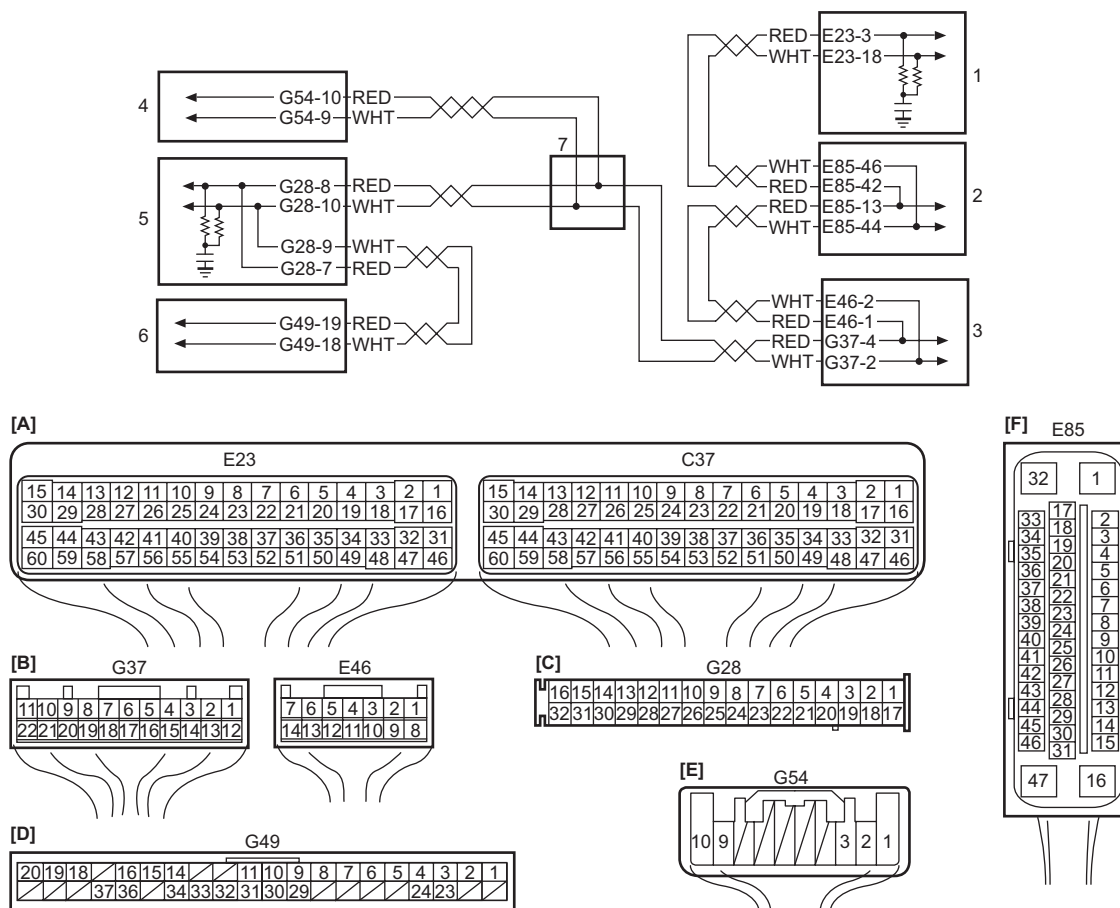 RED E23-3
WHT E23-18
1
4
G54-10 RED
G54-9 WHT
7
WHT E85-46
RED E85-42
RED E85-13
WHT E85-44
2
5
G28-8 RED
G28-10 WHT
G28-9 WHT
G28-7 RED
6
G49-19 RED
G49-18 WHT
WHT E46-2
RED E46-1
RED G37-4
WHT G37-2
3
[A]
E23
C37
15 14 13 12 11 10 9 8 7 6 5 4 3 2 1
30 29 28 27 26 25 24 23 22 21 20 19 18 17 16
45 44 43 42 41 40 39 38 37 36 35 34 33 32 31
60 59 58 57 56 55 54 53 52 51 50 49 48 47 46
15 14 13 12 11 10 9 8 7 6 5 4 3 2 1
30 29 28 27 26 25 24 23 22 21 20 19 18 17 16
45 44 43 42 41 40 39 38 37 36 35 34 33 32 31
60 59 58 57 56 55 54 53 52 51 50 49 48 47 46
[F]
E85
32 1
17
33 18 2
34 19 3
35 20 4
36 21 5
37 22 6
38 23 7
39 24 8
40 25 9
41 26 10
42 27 11
43 28 12
44 29 13
45 30 14
46 31 15
47 16
[B]
G37
11 10 9 8 7 6 5 4 3 2 1
22 21 20 19 18 17 16 15 14 13 12
E46
7 6 5 4 3 2 1
14 13 12 11 10 9 8
[C]
G28
16 15 14 13 12 11 10 9 8 7 6 5 4 3 2 1
32 31 30 29 28 27 26 25 24 23 22 21 20 19 18 17
[D]
G49
20 19 18 16 15 14 11 10 9 8 7 6 5 4 3 2 1
37 36 34 33 32 31 30 29 24 23
[E]
G54
10 9 3 2 1